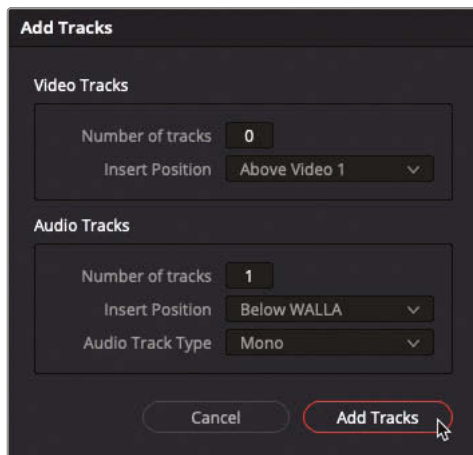 Add Tracks
Video Tracks
Number of tracks 0
Insert Position Above Video 1
Audio Tracks
Number of tracks 1
Insert Position Below WALLA
Audio Track Type Mono
Cancel Add Tracks